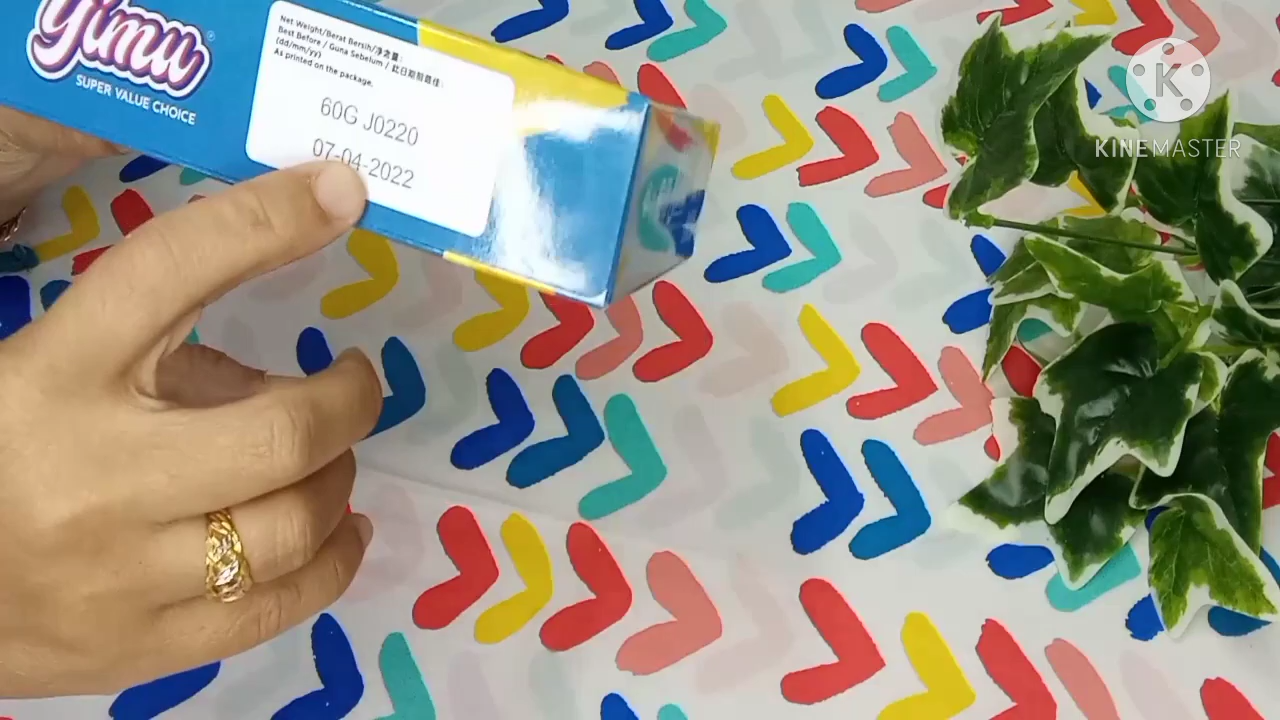 Yimu®
SUPER VALUE CHOICE
Net Weight/Berat Bersih/净含量:
Best Before / Guna Sebelum / 此日期前最佳:
(dd/mm/yy)
As printed on the package.
60G J0220
07-04-2022
K
KINEMASTER